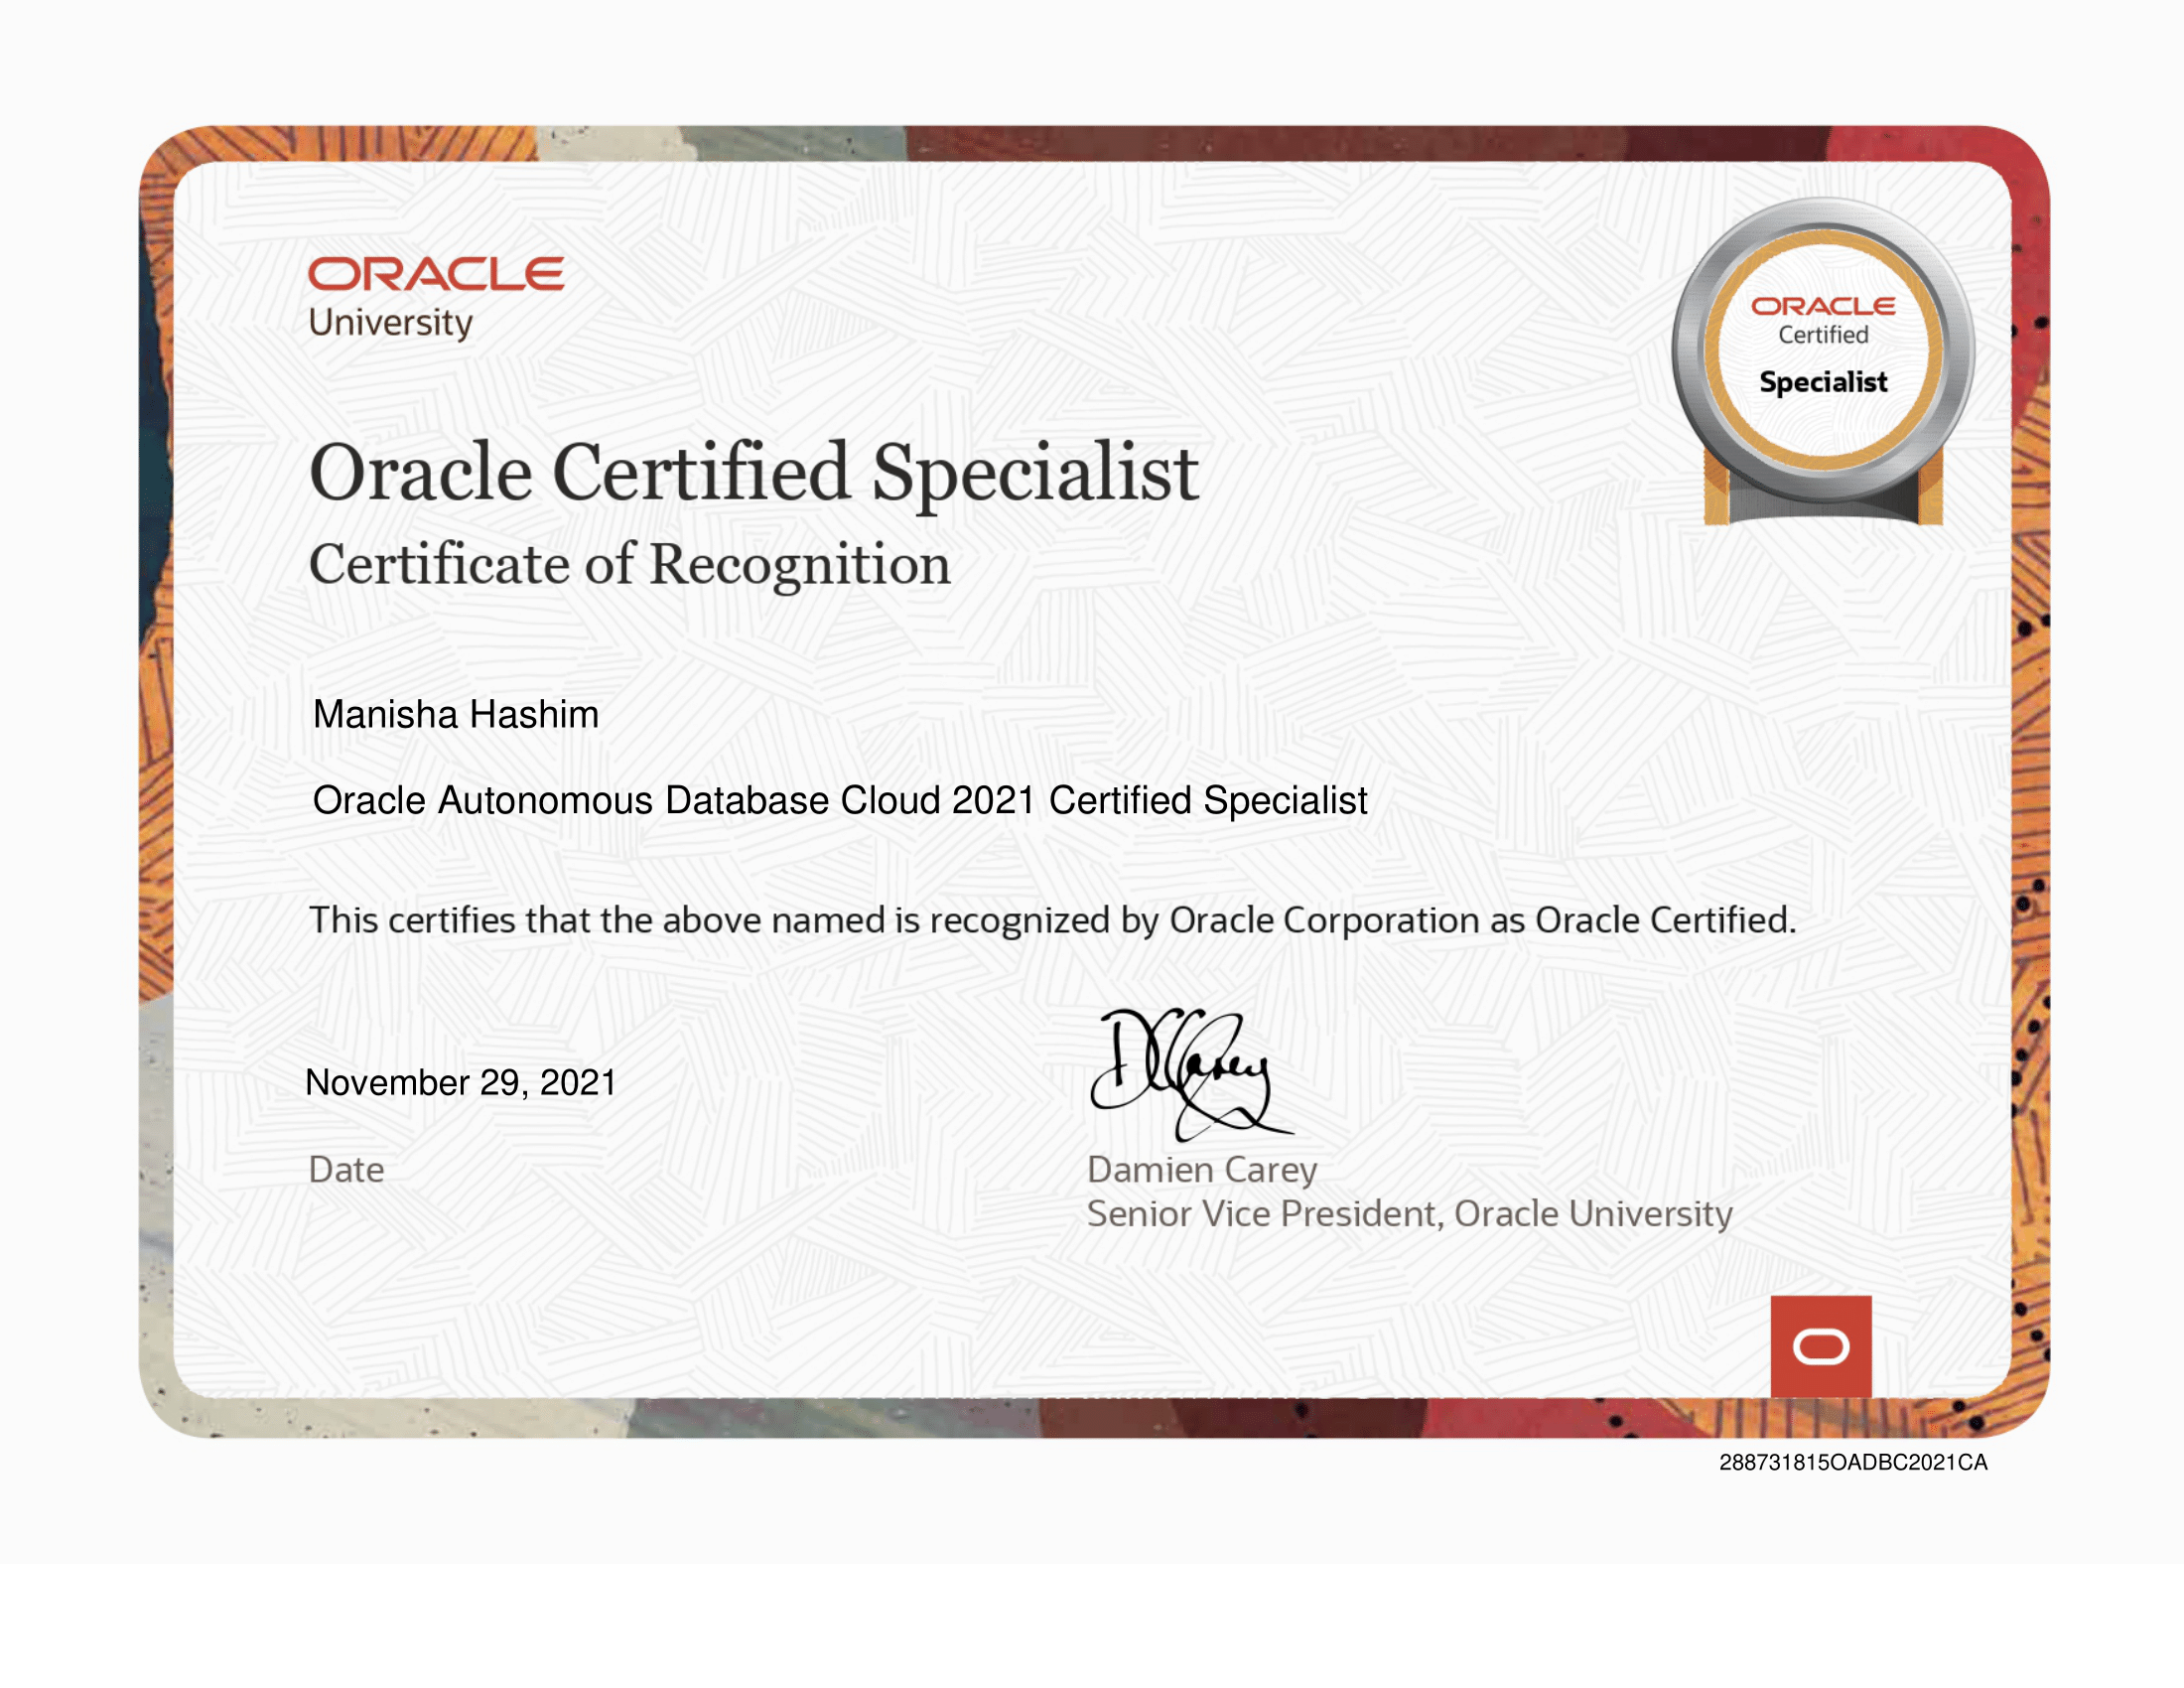 ORACLE
University
ORACLE
Certified
Specialist
Oracle Certified Specialist
Certificate of Recognition
Manisha Hashim
Oracle Autonomous Database Cloud 2021 Certified Specialist
This certifies that the above named is recognized by Oracle Corporation as Oracle Certified.
November 29, 2021
DCarey
Date
Damien Carey
Senior Vice President, Oracle University
288731815OADBC2021CA